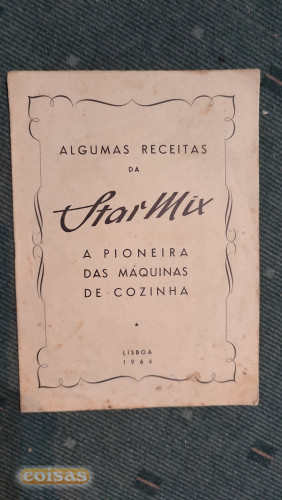 ALGUMAS RECEITAS
DA
StarMix
A PIONEIRA
DAS MÁQUINAS
DE COZINHA
*
LISBOA
1964
coisas